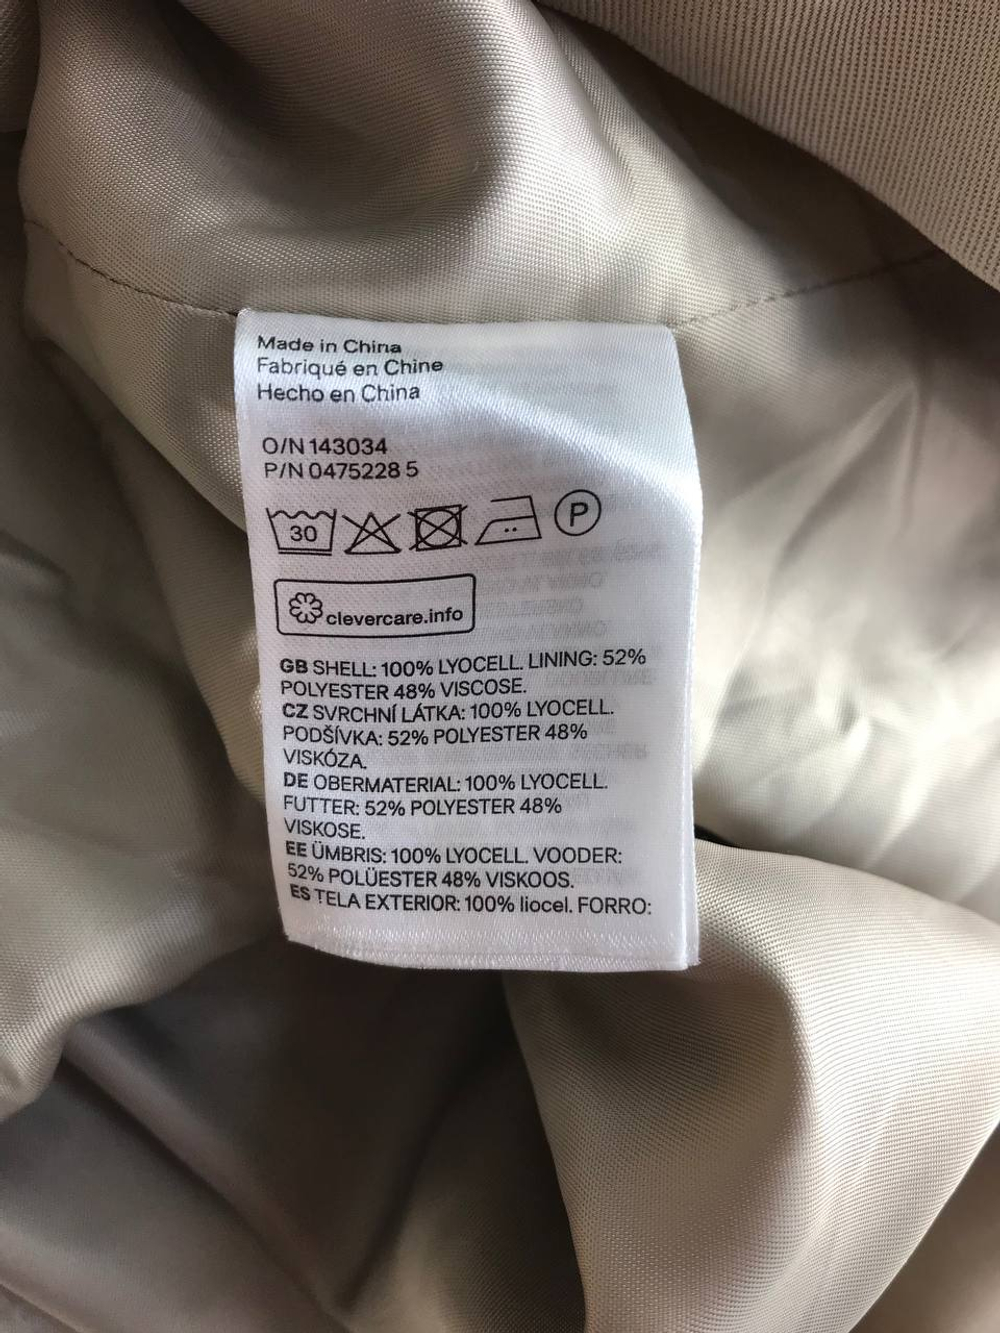 Made in China
Fabriqué en Chine
Hecho en China
O/N 143034
P/N 0475228 5
30
P
clevercare.info
GB SHELL: 100% LYOCELL. LINING: 52%
POLYESTER 48% VISCOSE.
CZ SVRCHNÍ LÁTKA: 100% LYOCELL.
PODŠÍVKA: 52% POLYESTER 48%
VISKÓZA.
DE OBERMATERIAL: 100% LYOCELL.
FUTTER: 52% POLYESTER 48%
VISKOSE.
EE ÜMBRIS: 100% LYOCELL. VOODER:
52% POLÜESTER 48% VISKOOS.
ES TELA EXTERIOR: 100% liocel. FORRO: